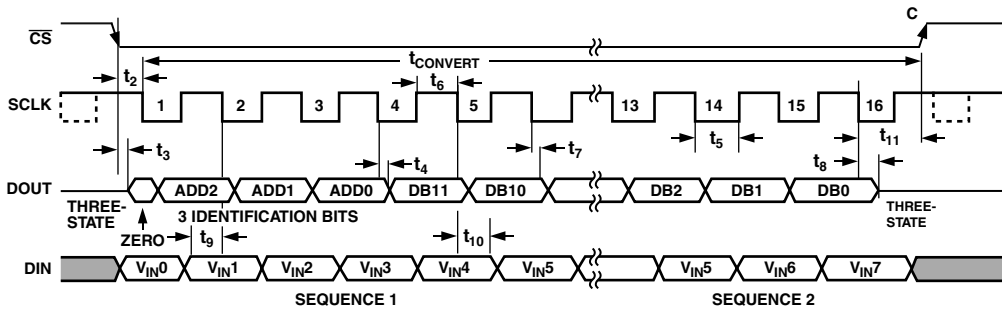 C
CS
tCONVERT
t2
t6
SCLK
1 2 3 4 5 13 14 15 16
t3
t4
t7
t5
t8
t11
DOUT
ADD2 ADD1 ADD0 DB11 DB10 DB2 DB1 DB0
THREE-
STATE
3 IDENTIFICATION BITS
THREE-
STATE
ZERO
t9
t10
DIN
VIN0 VIN1 VIN2 VIN3 VIN4 VIN5 VIN5 VIN6 VIN7
SEQUENCE 1
SEQUENCE 2